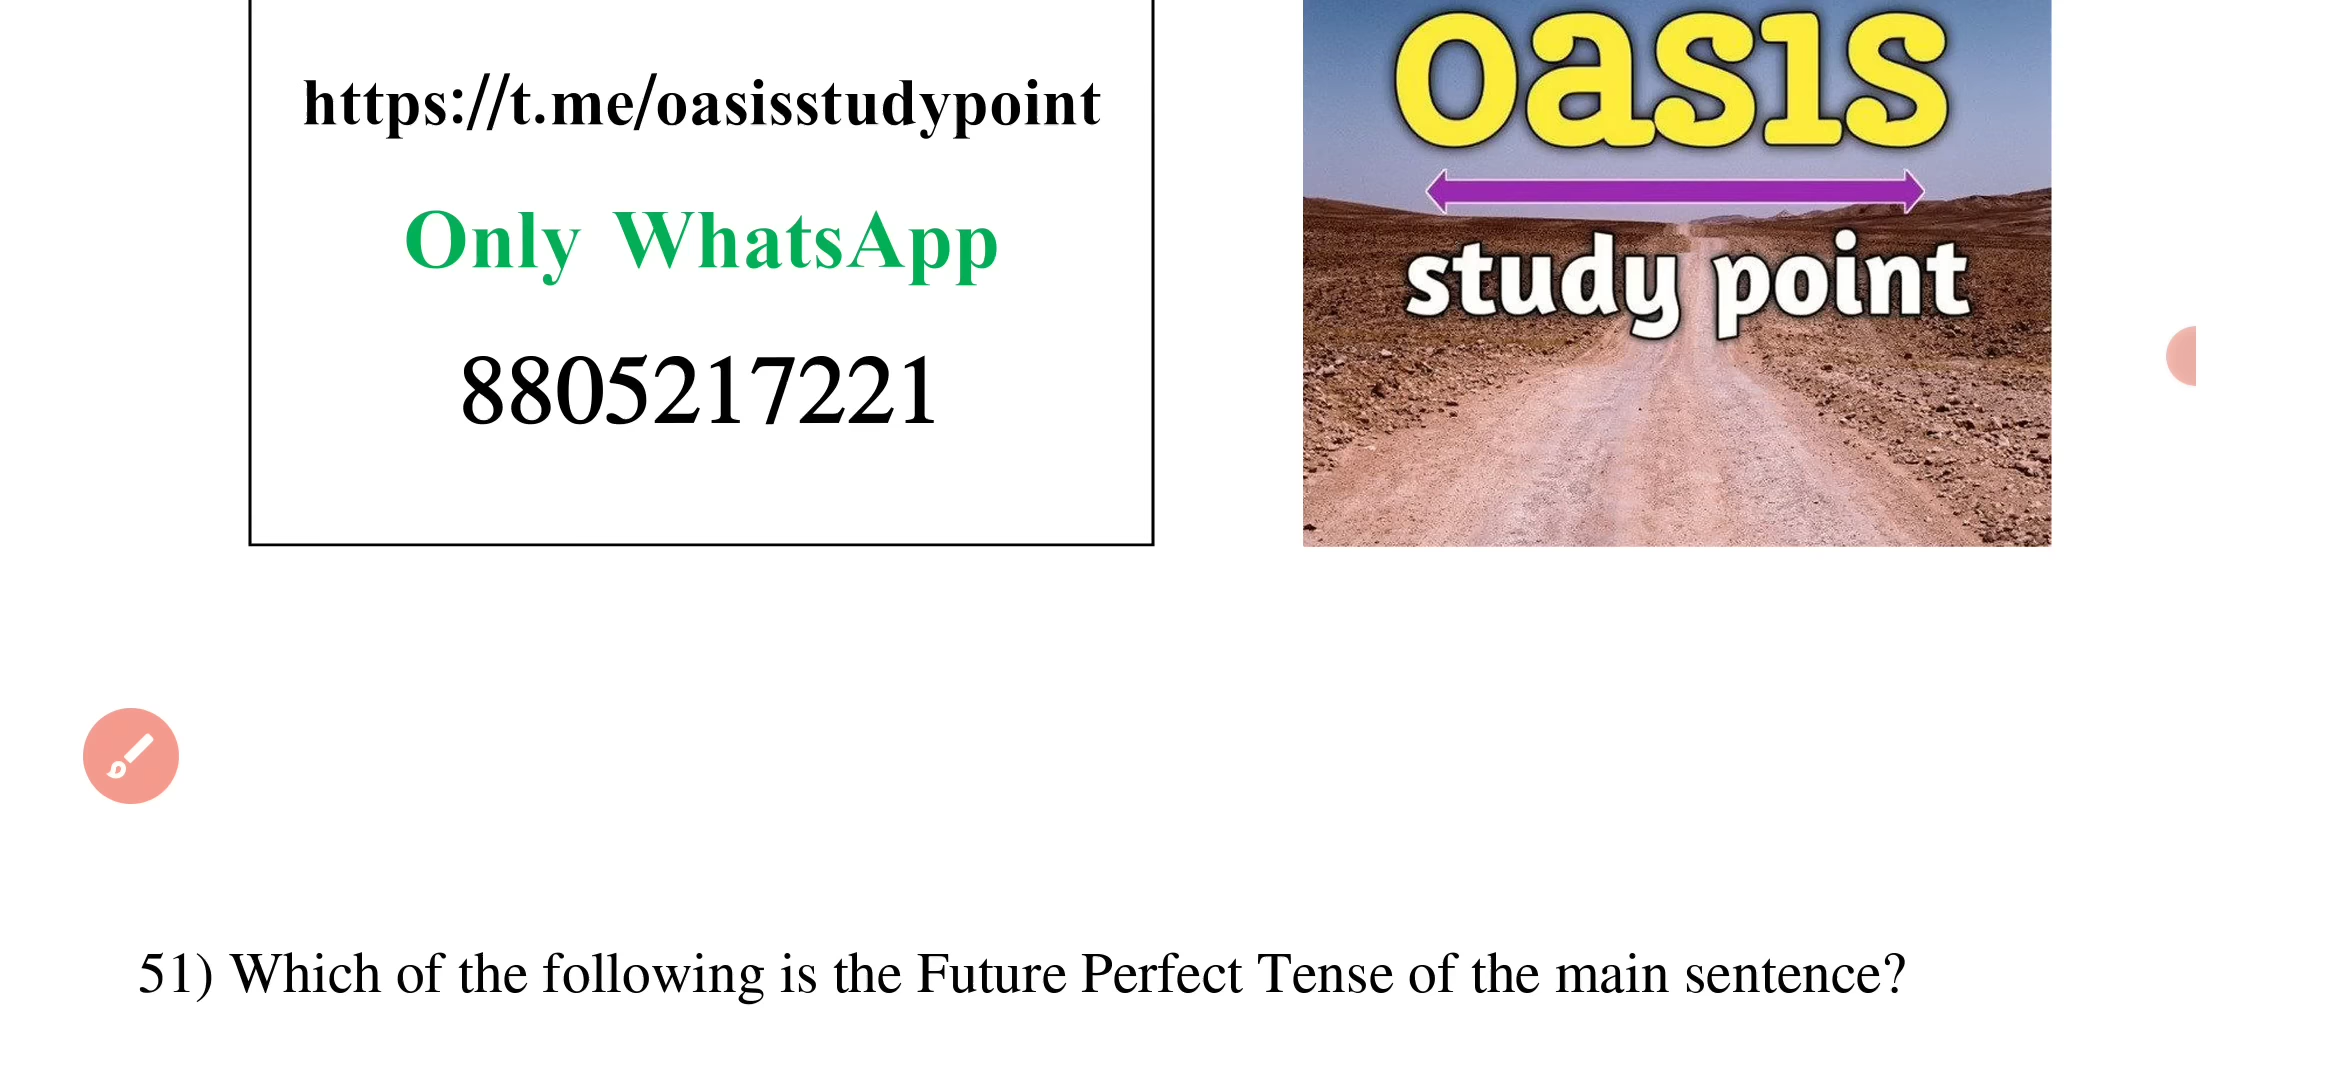 https://t.me/oasisstudypoint
Only WhatsApp
8805217221
oasis
study point
51) Which of the following is the Future Perfect Tense of the main sentence?